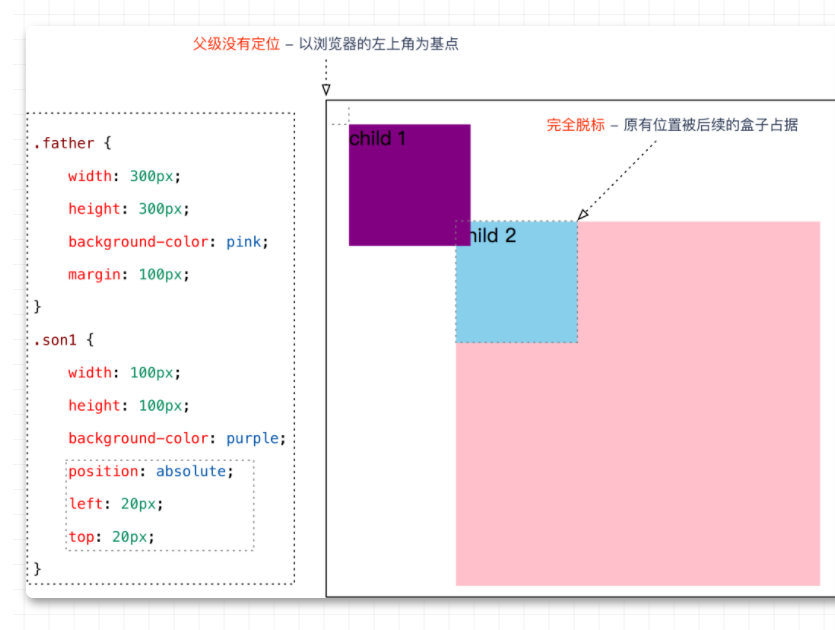 父级没有定位 – 以浏览器的左上角为基点
.father {
width: 300px;
height: 300px;
background-color: pink;
margin: 100px;
}
.son1 {
width: 100px;
height: 100px;
background-color: purple;
position: absolute;
left: 20px;
top: 20px;
}
完全脱标 – 原有位置被后续的盒子占据
child 1
hild 2